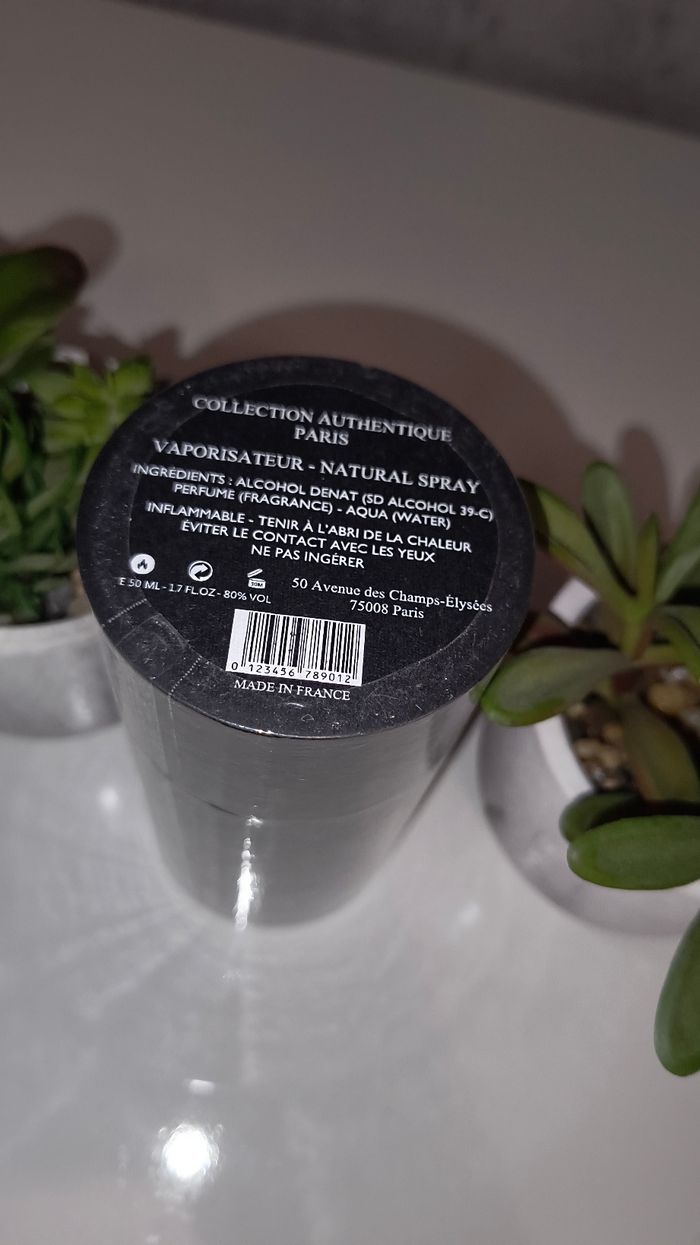 COLLECTION AUTHENTIQUE
PARIS
VAPORISATEUR - NATURAL SPRAY
INGRÉDIENTS : ALCOHOL DENAT (SD ALCOHOL 39-C)
PERFUME (FRAGRANCE) - AQUA (WATER)
INFLAMMABLE - TENIR À L'ABRI DE LA CHALEUR
ÉVITER LE CONTACT AVEC LES YEUX
NE PAS INGÉRER
E 50 ML - 1.7 FL.OZ - 80% VOL
50 Avenue des Champs-Élysées
75008 Paris
0 123456 789012
MADE IN FRANCE